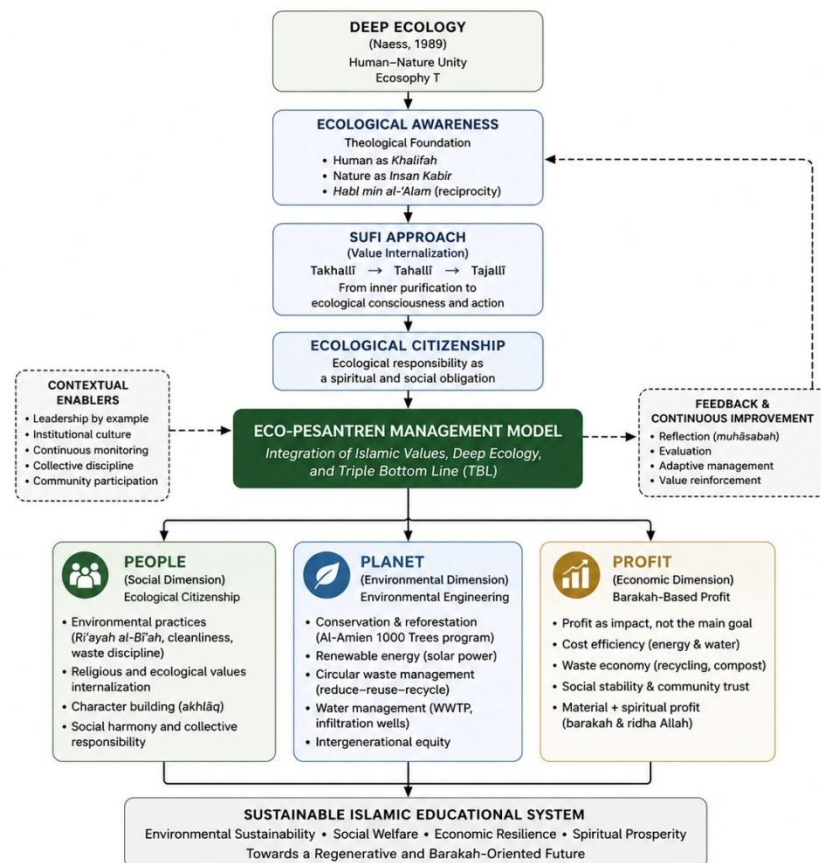 DEEP ECOLOGY
(Naess, 1989)
Human–Nature Unity
Ecosophy T
ECOLOGICAL AWARENESS
Theological Foundation
• Human as Khalifah
• Nature as Insan Kabir
• Habl min al-‘Alam (reciprocity)
SUFI APPROACH
(Value Internalization)
Takhallī → Tahallī → Tajallī
From inner purification to
ecological consciousness and action
ECOLOGICAL CITIZENSHIP
Ecological responsibility as
a spiritual and social obligation
CONTEXTUAL
ENABLERS
• Leadership by example
• Institutional culture
• Continuous monitoring
• Collective discipline
• Community participation
ECO-PESANTREN MANAGEMENT MODEL
Integration of Islamic Values, Deep Ecology,
and Triple Bottom Line (TBL)
FEEDBACK &
CONTINUOUS IMPROVEMENT
• Reflection (muhāsabah)
• Evaluation
• Adaptive management
• Value reinforcement
PEOPLE
(Social Dimension)
Ecological Citizenship
• Environmental practices
(Ri‘ayah al-Bī’ah, cleanliness,
waste discipline)
• Religious and ecological values
internalization
• Character building (akhlāq)
• Social harmony and collective
responsibility
PLANET
(Environmental Dimension)
Environmental Engineering
• Conservation & reforestation
(Al-Amien 1000 Trees program)
• Renewable energy (solar power)
• Circular waste management
(reduce–reuse–recycle)
• Water management (WWTP,
infiltration wells)
• Intergenerational equity
PROFIT
(Economic Dimension)
Barakah-Based Profit
• Profit as impact, not the main goal
• Cost efficiency (energy & water)
• Waste economy (recycling, compost)
• Social stability & community trust
• Material + spiritual profit
(barakah & ridha Allah)
SUSTAINABLE ISLAMIC EDUCATIONAL SYSTEM
Environmental Sustainability • Social Welfare • Economic Resilience • Spiritual Prosperity
Towards a Regenerative and Barakah-Oriented Future